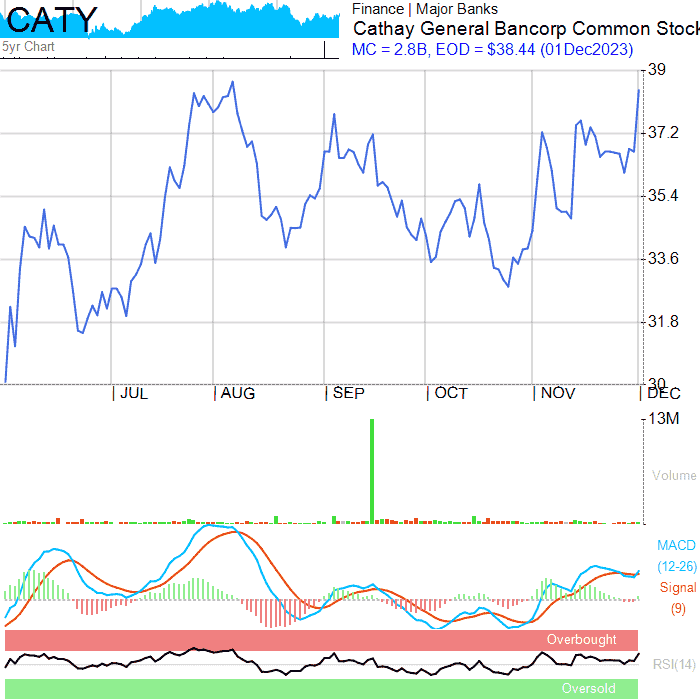 CATY
5yr Chart
Finance | Major Banks
Cathay General Bancorp Common Stock
MC = 2.8B, EOD = $38.44 (01Dec2023)
39
37.2
35.4
33.6
31.8
30
JUL
AUG
SEP
OCT
NOV
DEC
13M
Volume
MACD
(12-26)
Signal
(9)
Overbought
RSI(14)
Oversold